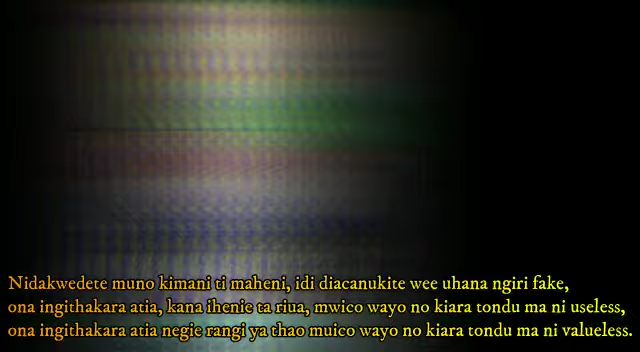 Nidakwedete muno kimani ti maheni, idi diacanukite wee uhana ngiri fake,
ona ingithakara atia, kana ihenie ta riua, mwico wayo no kiara tondu ma ni useless,
ona ingithakara atia negie rangi ya thao muico wayo no kiara tondu ma ni valueless.